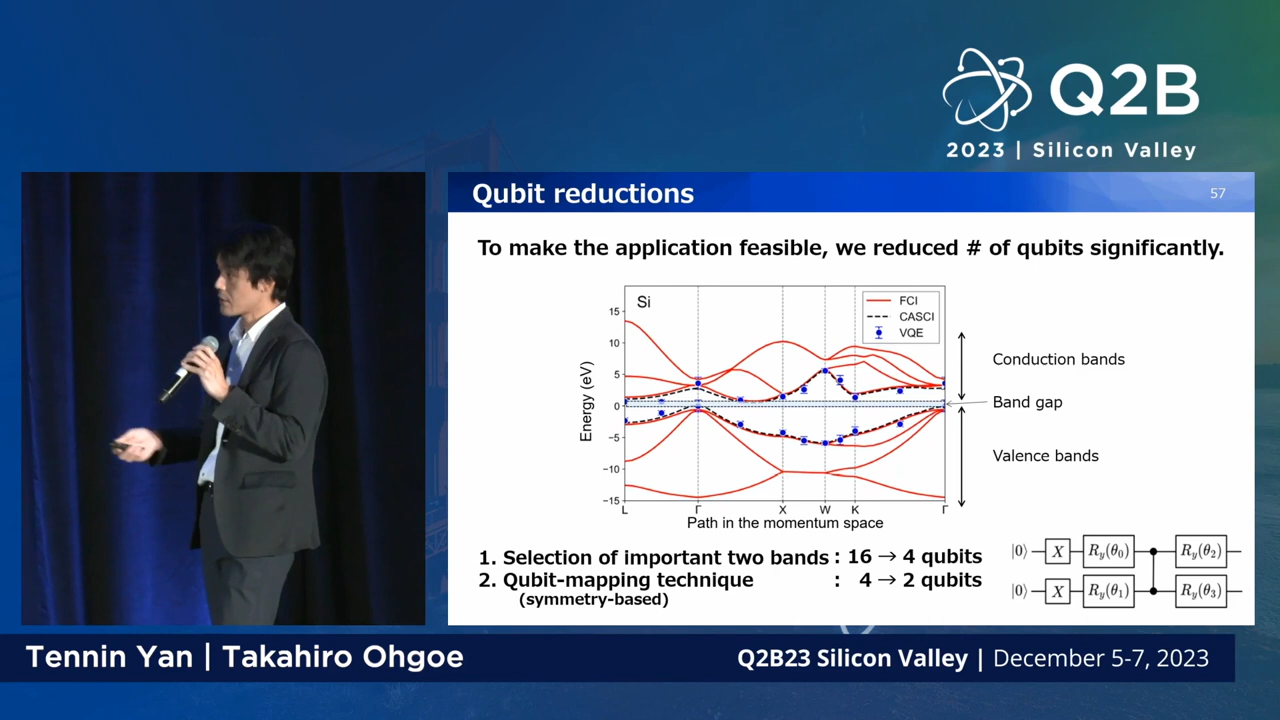 Q2B
2023 | Silicon Valley
Qubit reductions
57
To make the application feasible, we reduced # of qubits significantly.
Si
FCI
CASCI
VQE
15
10
5
0
−5
−10
−15
Energy (eV)
L
Γ
X
W
K
Γ
Path in the momentum space
Conduction bands
Band gap
Valence bands
1. Selection of important two bands : 16 → 4 qubits
2. Qubit-mapping technique : 4 → 2 qubits
(symmetry-based)
|0⟩ X Ry(θ0) Ry(θ2)
|0⟩ X Ry(θ1) Ry(θ3)
Tennin Yan | Takahiro Ohgoe
Q2B23 Silicon Valley | December 5-7, 2023